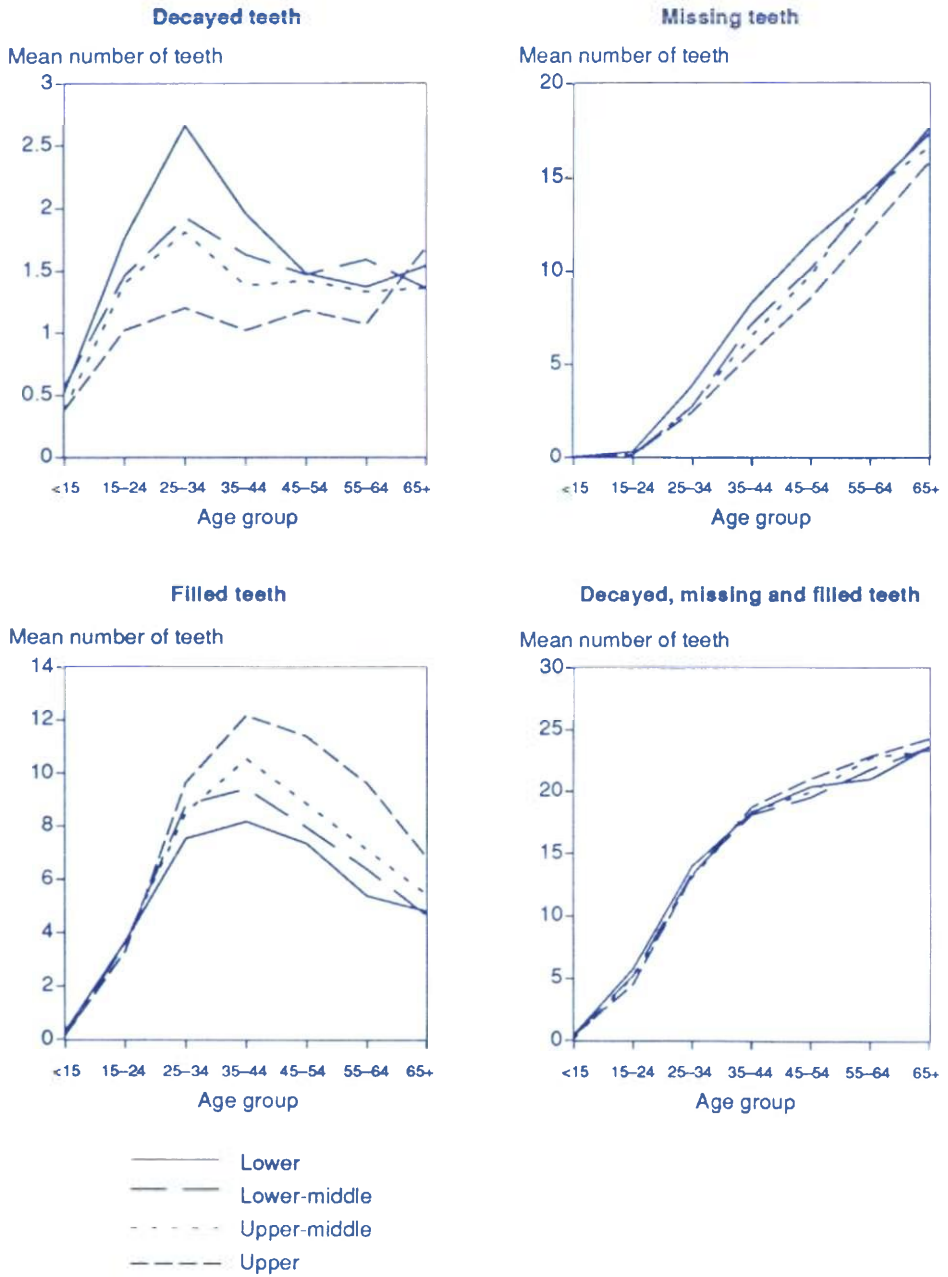 Decayed teeth
Mean number of teeth
3
2.5
2
1.5
1
0.5
0
<15 15–24 25–34 35–44 45–54 55–64 65+
Age group
Missing teeth
Mean number of teeth
20
15
10
5
0
<15 15–24 25–34 35–44 45–54 55–64 65+
Age group
Filled teeth
Mean number of teeth
14
12
10
8
6
4
2
0
<15 15–24 25–34 35–44 45–54 55–64 65+
Age group
Decayed, missing and filled teeth
Mean number of teeth
30
25
20
15
10
5
0
<15 15–24 25–34 35–44 45–54 55–64 65+
Age group
Lower
Lower-middle
Upper-middle
Upper